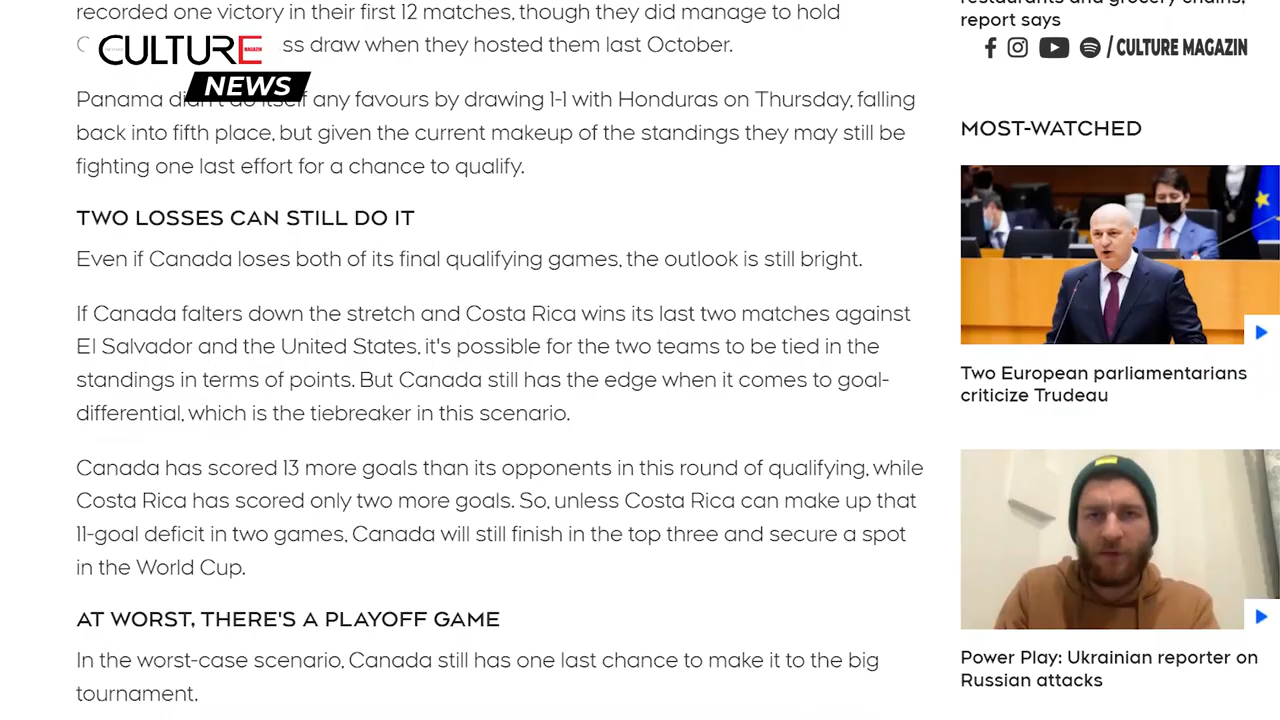 recorded one victory in their first 12 matches, though they did manage to hold
ss draw when they hosted them last October.
Panama didn't do itself any favours by drawing 1-1 with Honduras on Thursday, falling
back into fifth place, but given the current makeup of the standings they may still be
fighting one last effort for a chance to qualify.
TWO LOSSES CAN STILL DO IT
Even if Canada loses both of its final qualifying games, the outlook is still bright.
If Canada falters down the stretch and Costa Rica wins its last two matches against
El Salvador and the United States, it's possible for the two teams to be tied in the
standings in terms of points. But Canada still has the edge when it comes to goal-
differential, which is the tiebreaker in this scenario.
Canada has scored 13 more goals than its opponents in this round of qualifying, while
Costa Rica has scored only two more goals. So, unless Costa Rica can make up that
11-goal deficit in two games, Canada will still finish in the top three and secure a spot
in the World Cup.
AT WORST, THERE'S A PLAYOFF GAME
In the worst-case scenario, Canada still has one last chance to make it to the big
tournament.
CULTURE
MAGAZIN
NEWS
restaurants and grocery chains,
report says
/ CULTURE MAGAZIN
MOST-WATCHED
Two European parliamentarians
criticize Trudeau
Power Play: Ukrainian reporter on
Russian attacks